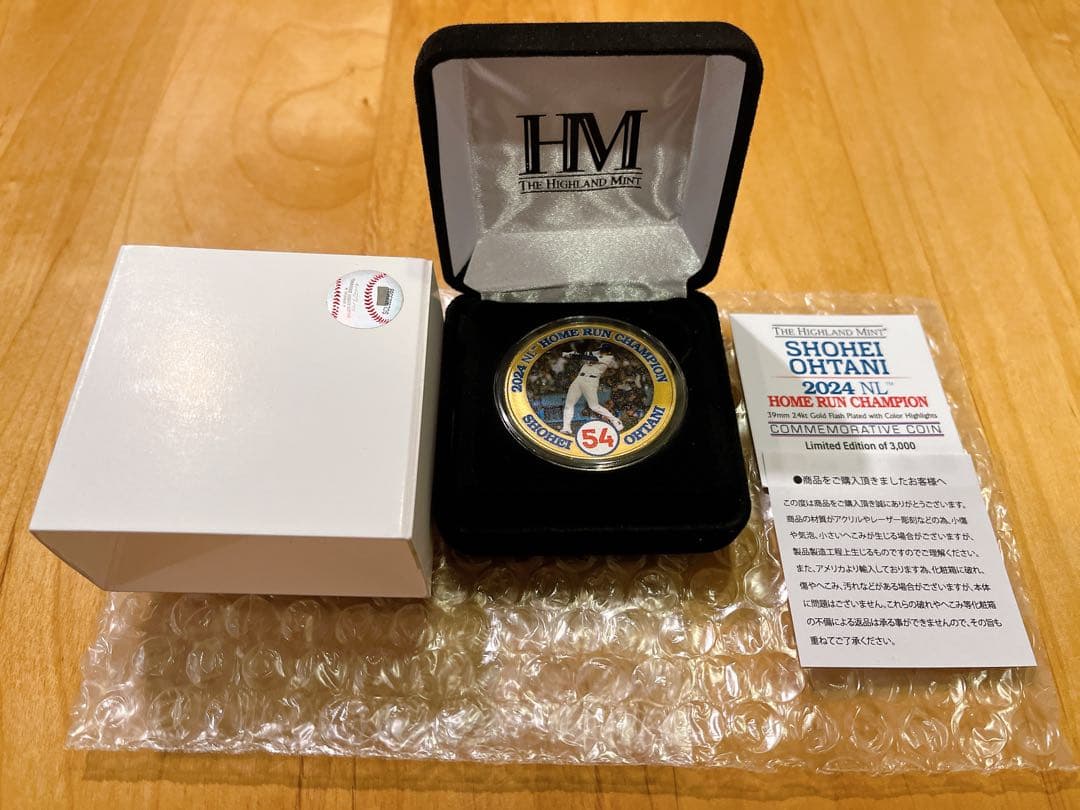 HM
THE HIGHLAND MINT
2024 NL™ HOME RUN CHAMPION
SHOHEI 54 OHTANI
THE HIGHLAND MINT®
SHOHEI
OHTANI
2024 NL™
HOME RUN CHAMPION
39mm 24kt Gold Flash Plated with Color Highlights
COMMEMORATIVE COIN
Limited Edition of 3,000
●商品をご購入頂きましたお客様へ
この度は商品をご購入頂き誠にありがとうございます。
商品の材質がアクリルやレーザー彫刻などの為、小傷
や気泡、小さいへこみが生じる場合がございますが、
製品製造工程上生じるものですのでご理解ください。
また、アメリカより輸入しております為、化粧箱に破れ、
傷やへこみ、汚れなどがある場合がございますが、本体
に問題はございません。これらの破れやへこみ等化粧箱
の不備による返品は承る事ができませんので、その旨も
重ねてご了承ください。